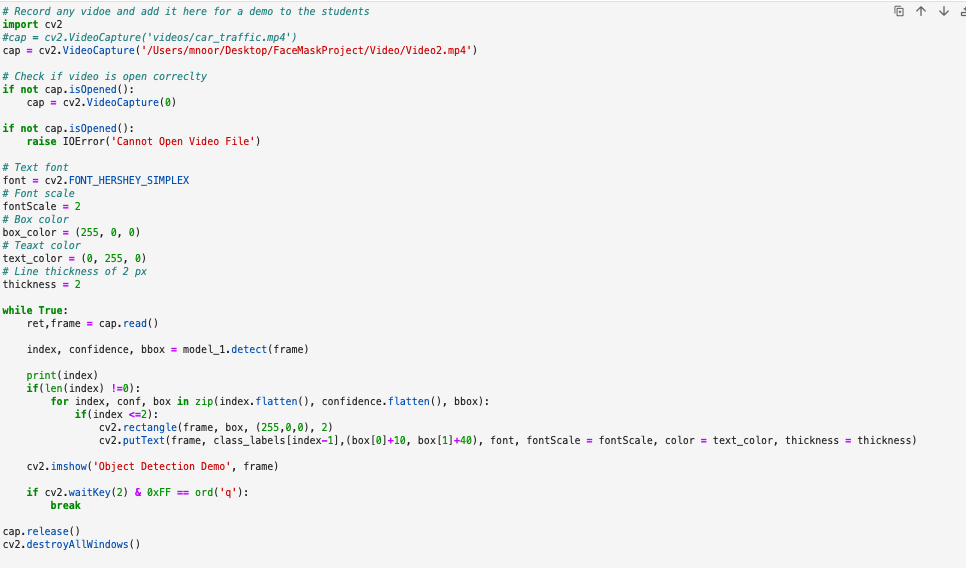 # Record any vidoe and add it here for a demo to the students
import cv2
#cap = cv2.VideoCapture('videos/car_traffic.mp4')
cap = cv2.VideoCapture('/Users/mnoor/Desktop/FaceMaskProject/Video/Video2.mp4')

# Check if video is open correclty
if not cap.isOpened():
    cap = cv2.VideoCapture(0)

if not cap.isOpened():
    raise IOError('Cannot Open Video File')

# Text font
font = cv2.FONT_HERSHEY_SIMPLEX
# Font scale
fontScale = 2
# Box color
box_color = (255, 0, 0)
# Teaxt color
text_color = (0, 255, 0)
# Line thickness of 2 px
thickness = 2

while True:
    ret,frame = cap.read()

    index, confidence, bbox = model_1.detect(frame)

    print(index)
    if(len(index) !=0):
        for index, conf, box in zip(index.flatten(), confidence.flatten(), bbox):
            if(index <=2):
                cv2.rectangle(frame, box, (255,0,0), 2)
                cv2.putText(frame, class_labels[index-1],(box[0]+10, box[1]+40), font, fontScale = fontScale, color = text_color, thickness = thickness)

    cv2.imshow('Object Detection Demo', frame)

    if cv2.waitKey(2) & 0xFF == ord('q'):
        break

cap.release()
cv2.destroyAllWindows()